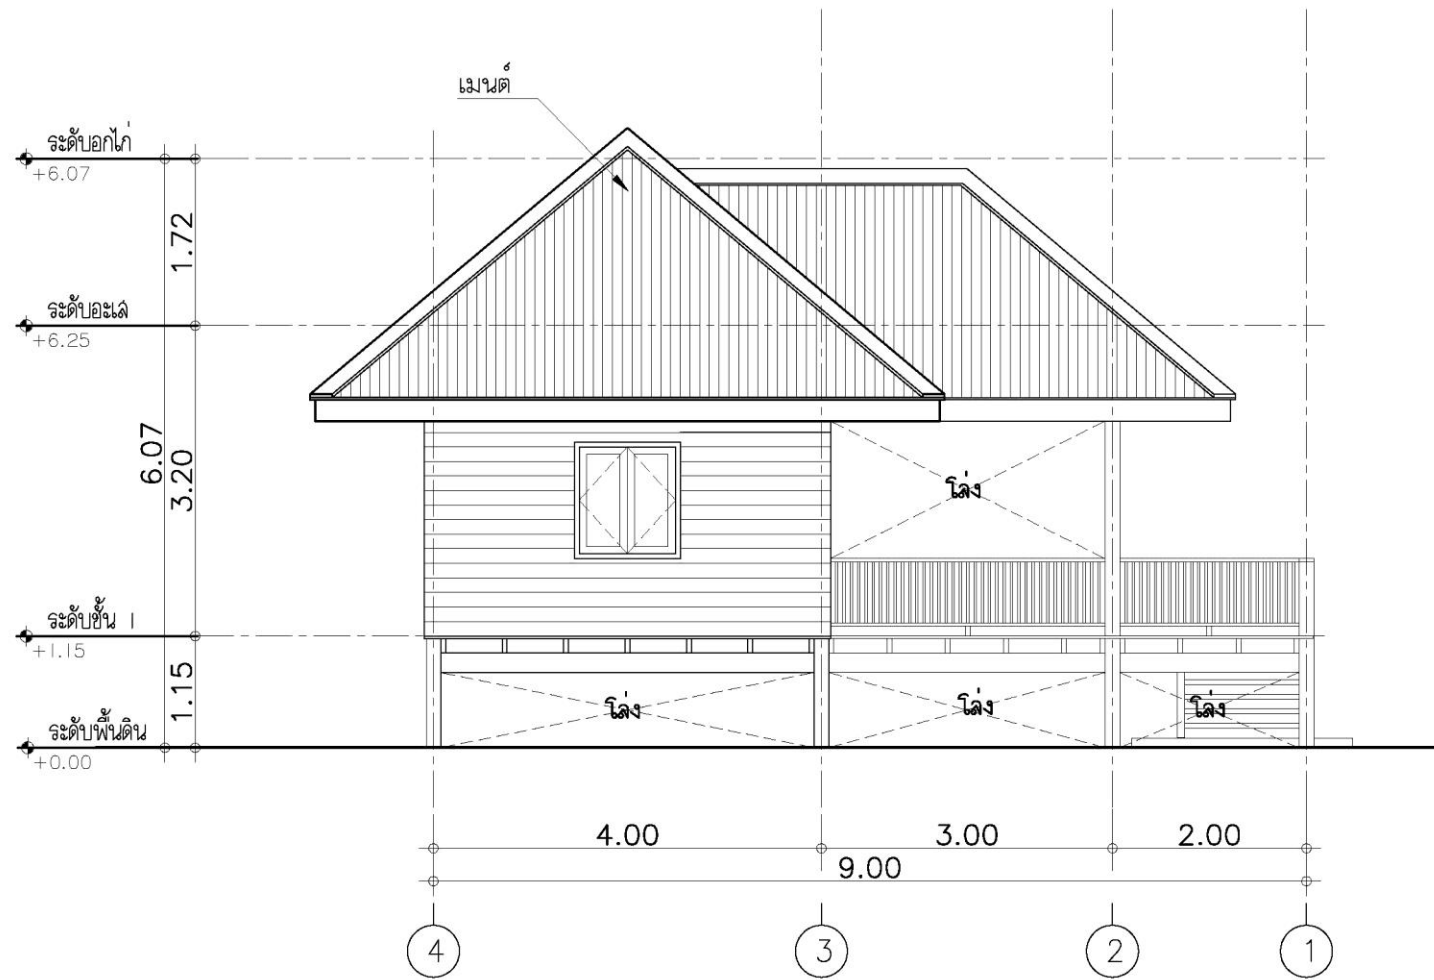 เมนต์
ระดับอกไก่
+6.07
1.72
ระดับอะเส
+6.25
6.07
3.20
โล่ง
ระดับชั้น 1
+1.15
1.15
โล่ง
โล่ง
โล่ง
ระดับพื้นดิน
+0.00
4.00
3.00
2.00
9.00
4
3
2
1